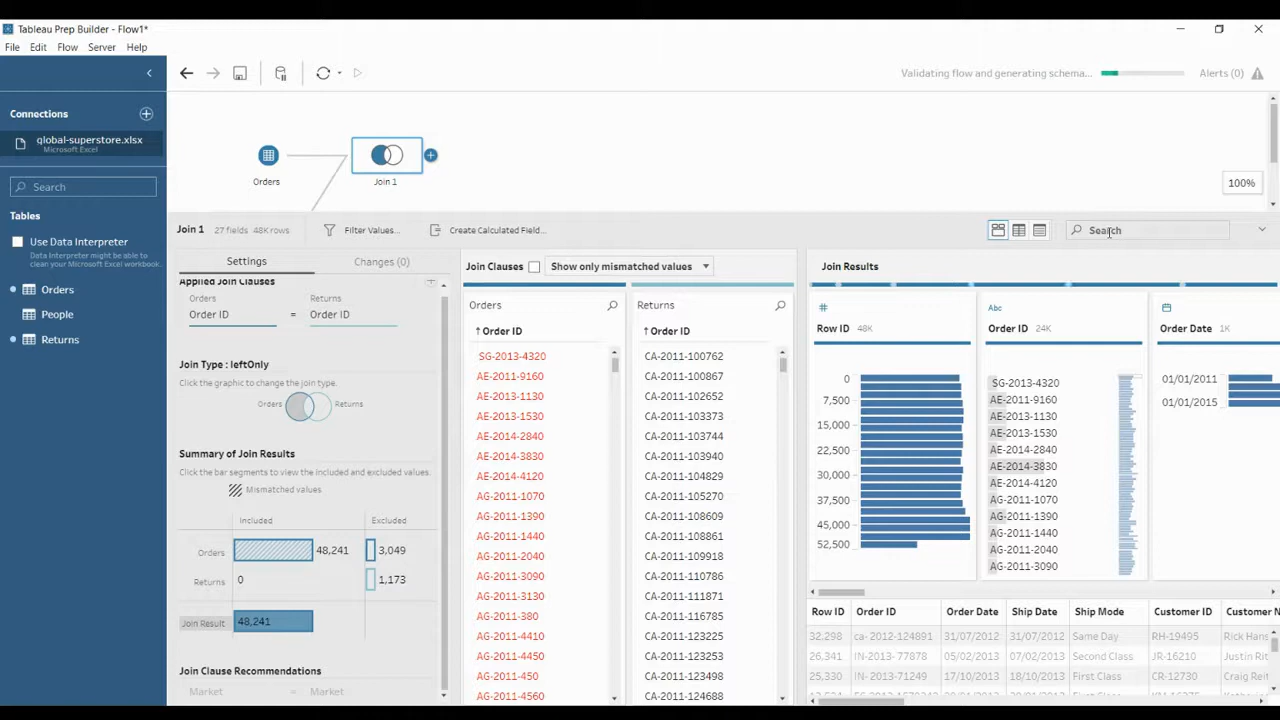 Tableau Prep Builder - Flow1*
File Edit Flow Server Help
Validating flow and generating schema... Alerts (0)
Connections
global-superstore.xlsx
Microsoft Excel
Search
Tables
Use Data Interpreter
Data Interpreter might be able to
clean your Microsoft Excel workbook.
Orders
People
Returns
Orders
Join 1
100%
Join 1 27 fields 48K rows Filter Values... Create Calculated Field... Search
Settings Changes (0)
Applied Join Clauses
Orders Returns
Order ID = Order ID
Join Type : leftOnly
Click the graphic to change the join type.
Orders Returns
Summary of Join Results
Click the bar segments to view the included and excluded values.
Mismatched values
Included Excluded
Orders 48,241 3,049
Returns 0 1,173
Join Result 48,241
Join Clause Recommendations
Market = Market
Join Clauses Show only mismatched values
Orders
Order ID
SG-2013-4320
AE-2011-9160
AE-2013-1130
AE-2013-1530
AE-2014-2840
AE-2014-3830
AE-2014-4120
AG-2011-1070
AG-2011-1390
AG-2011-1440
AG-2011-2040
AG-2011-3090
AG-2011-3130
AG-2011-380
AG-2011-4410
AG-2011-4450
AG-2011-450
AG-2011-4560
Returns
Order ID
CA-2011-100762
CA-2011-100867
CA-2011-102652
CA-2011-103373
CA-2011-103744
CA-2011-103940
CA-2011-104829
CA-2011-105270
CA-2011-108609
CA-2011-108861
CA-2011-109918
CA-2011-110786
CA-2011-111871
CA-2011-116785
CA-2011-123225
CA-2011-123253
CA-2011-123498
CA-2011-124688
Join Results
#
Row ID 48K
0
7,500
15,000
22,500
30,000
37,500
45,000
52,500
Abc
Order ID 24K
SG-2013-4320
AE-2011-9160
AE-2013-1130
AE-2013-1530
AE-2014-2840
AE-2014-3830
AE-2014-4120
AG-2011-1070
AG-2011-1390
AG-2011-1440
AG-2011-2040
AG-2011-3090
Order Date 1K
01/01/2011
01/01/2015
Row ID Order ID Order Date Ship Date Ship Mode Customer ID Customer N
32,298 ca- 2012-124891 31/07/2012 31/07/2012 Same Day RH-19495 Rick Hans
26,341 IN-2013- 77878 05/02/2013 07/02/2013 Second Class JR-16210 Justin Rit
25,330 IN-2013-71249 17/10/2013 18/10/2013 First Class CR-12730 Craig Reit